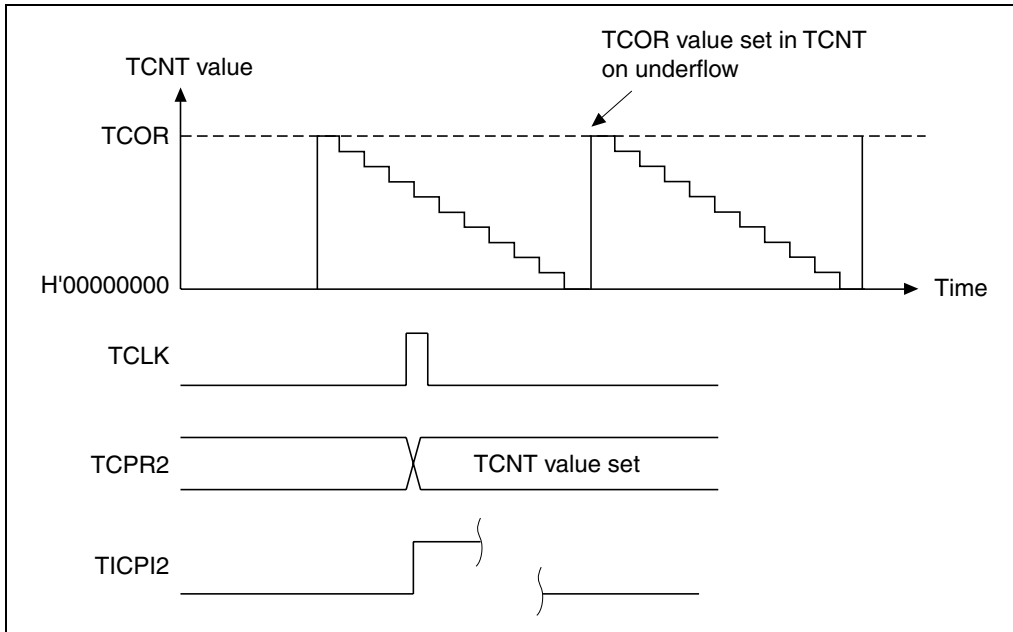 TCOR value set in TCNT
on underflow
TCNT value
TCOR
H'00000000
Time
TCLK
TCPR2
TCNT value set
TICPI2